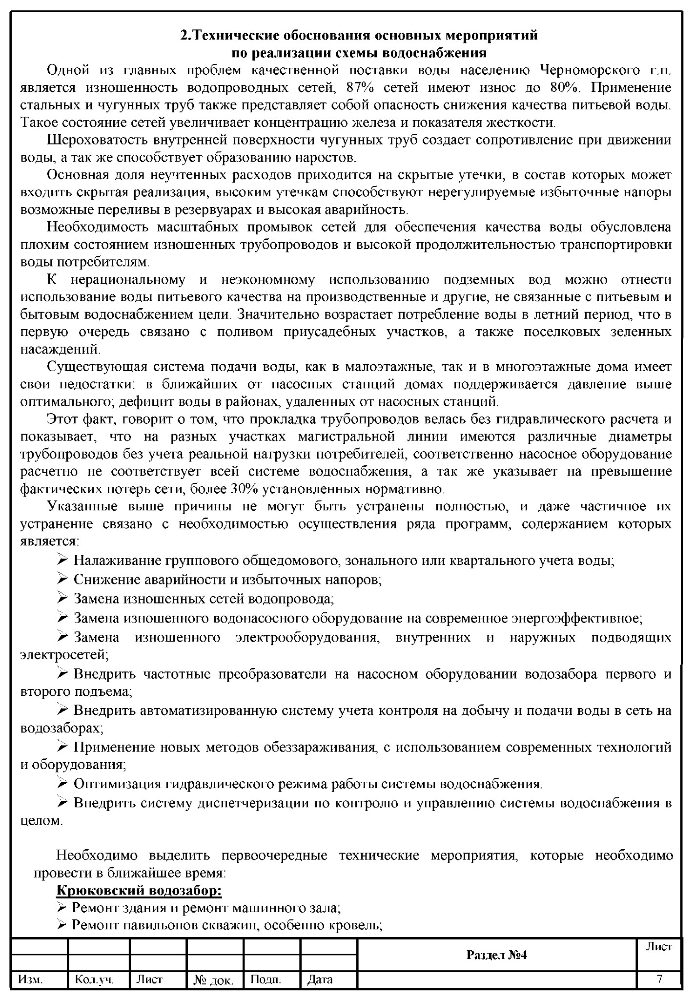 2.Технические обоснования основных мероприятий
по реализации схемы водоснабжения
Одной из главных проблем качественной поставки воды населению Черноморского г.п.
является изношенность водопроводных сетей, 87% сетей имеют износ до 80%. Применение
стальных и чугунных труб также представляет собой опасность снижения качества питьевой воды.
Такое состояние сетей увеличивает концентрацию железа и показателя жесткости.
Шероховатость внутренней поверхности чугунных труб создает сопротивление при движении
воды, а так же способствует образованию наростов.
Основная доля неучтенных расходов приходится на скрытые утечки, в состав которых может
входить скрытая реализация, высоким утечкам способствуют нерегулируемые избыточные напоры
возможные переливы в резервуарах и высокая аварийность.
Необходимость масштабных промывок сетей для обеспечения качества воды обусловлена
плохим состоянием изношенных трубопроводов и высокой продолжительностью транспортировки
воды потребителям.
К нерациональному и неэкономному использованию подземных вод можно отнести
использование воды питьевого качества на производственные и другие, не связанные с питьевым и
бытовым водоснабжением цели. Значительно возрастает потребление воды в летний период, что в
первую очередь связано с поливом приусадебных участков, а также поселковых зеленных
насаждений.
Существующая система подачи воды, как в малоэтажные, так и в многоэтажные дома имеет
свои недостатки: в ближайших от насосных станций домах поддерживается давление выше
оптимального; дефицит воды в районах, удаленных от насосных станций.
Этот факт, говорит о том, что прокладка трубопроводов велась без гидравлического расчета и
показывает, что на разных участках магистральной линии имеются различные диаметры
трубопроводов без учета реальной нагрузки потребителей, соответственно насосное оборудование
расчетно не соответствует всей системе водоснабжения, а так же указывает на превышение
фактических потерь сети, более 30% установленных нормативно.
Указанные выше причины не могут быть устранены полностью, и даже частичное их
устранение связано с необходимостью осуществления ряда программ, содержанием которых
является:
➢ Налаживание группового общедомового, зонального или квартального учета воды;
➢ Снижение аварийности и избыточных напоров;
➢ Замена изношенных сетей водопровода;
➢ Замена изношенного водонасосного оборудование на современное энергоэффективное;
➢ Замена изношенного электрооборудования, внутренних и наружных подводящих
электросетей;
➢ Внедрить частотные преобразователи на насосном оборудовании водозабора первого и
второго подъема;
➢ Внедрить автоматизированную систему учета контроля на добычу и подачи воды в сеть на
водозаборах;
➢ Применение новых методов обеззараживания, с использованием современных технологий
и оборудования;
➢ Оптимизация гидравлического режима работы системы водоснабжения.
➢ Внедрить систему диспетчеризации по контролю и управлению системы водоснабжения в
целом.
Необходимо выделить первоочередные технические мероприятия, которые необходимо
провести в ближайшее время:
Крюковский водозабор:
➢ Ремонт здания и ремонт машинного зала;
➢ Ремонт павильонов скважин, особенно кровель;
Раздел №4
Лист
Изм. Кол.уч. Лист № док. Подп. Дата 7